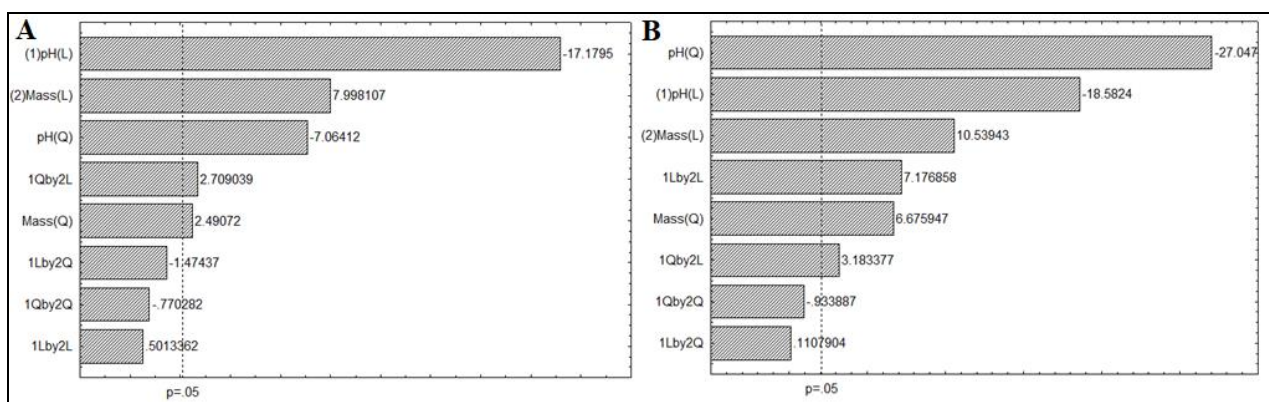 A
(1)pH(L) -17.1795
(2)Mass(L) 7.998107
pH(Q) -7.06412
1Qby2L 2.709039
Mass(Q) 2.49072
1Lby2Q -1.47437
1Qby2Q -.770282
1Lby2L .5013362
p=.05
B
pH(Q) -27.047
(1)pH(L) -18.5824
(2)Mass(L) 10.53943
1Lby2L 7.176858
Mass(Q) 6.675947
1Qby2L 3.183377
1Qby2Q -.933887
1Lby2Q .1107904
p=.05